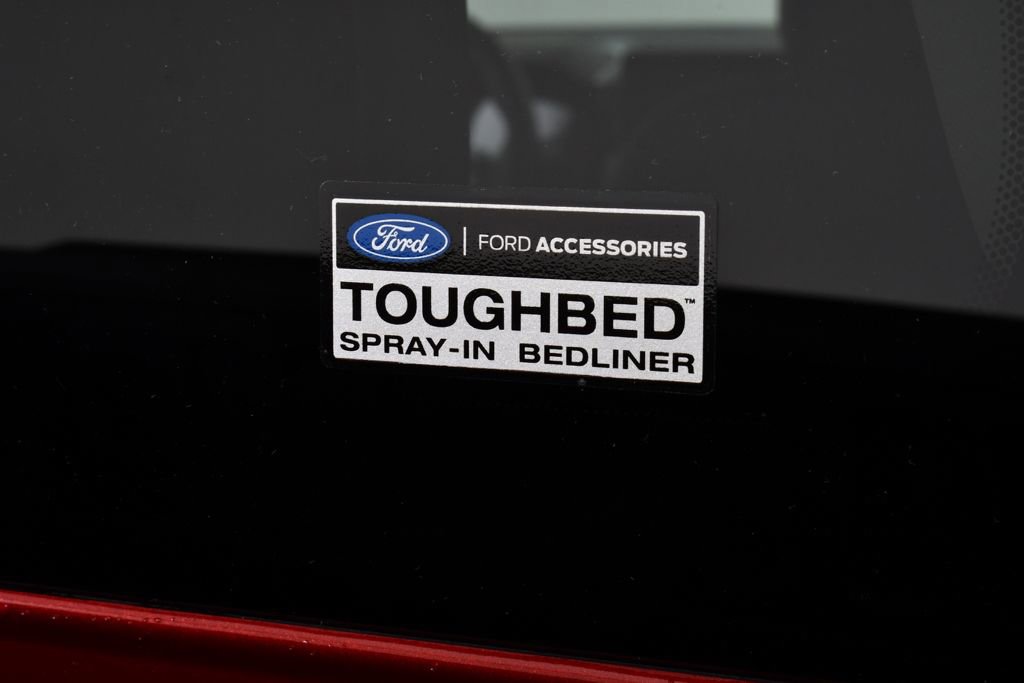 Ford | FORD ACCESSORIES
TOUGHBED™
SPRAY-IN BEDLINER